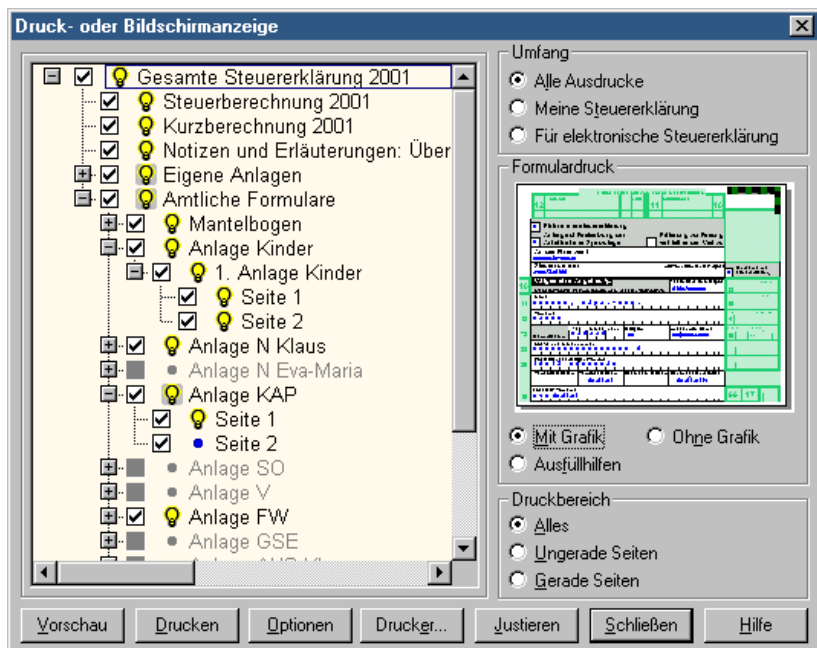 Druck- oder Bildschirmanzeige
Gesamte Steuererklärung 2001
Steuerberechnung 2001
Kurzberechnung 2001
Notizen und Erläuterungen: Über
Eigene Anlagen
Amtliche Formulare
Mantelbogen
Anlage Kinder
1. Anlage Kinder
Seite 1
Seite 2
Anlage N Klaus
Anlage N Eva-Maria
Anlage KAP
Seite 1
Seite 2
Anlage SO
Anlage V
Anlage FW
Anlage GSE
Umfang
Alle Ausdrucke
Meine Steuererklärung
Für elektronische Steuererklärung
Formulardruck
Mit Grafik
Ohne Grafik
Ausfüllhilfen
Druckbereich
Alles
Ungerade Seiten
Gerade Seiten
Vorschau
Drucken
Optionen
Drucker...
Justieren
Schließen
Hilfe